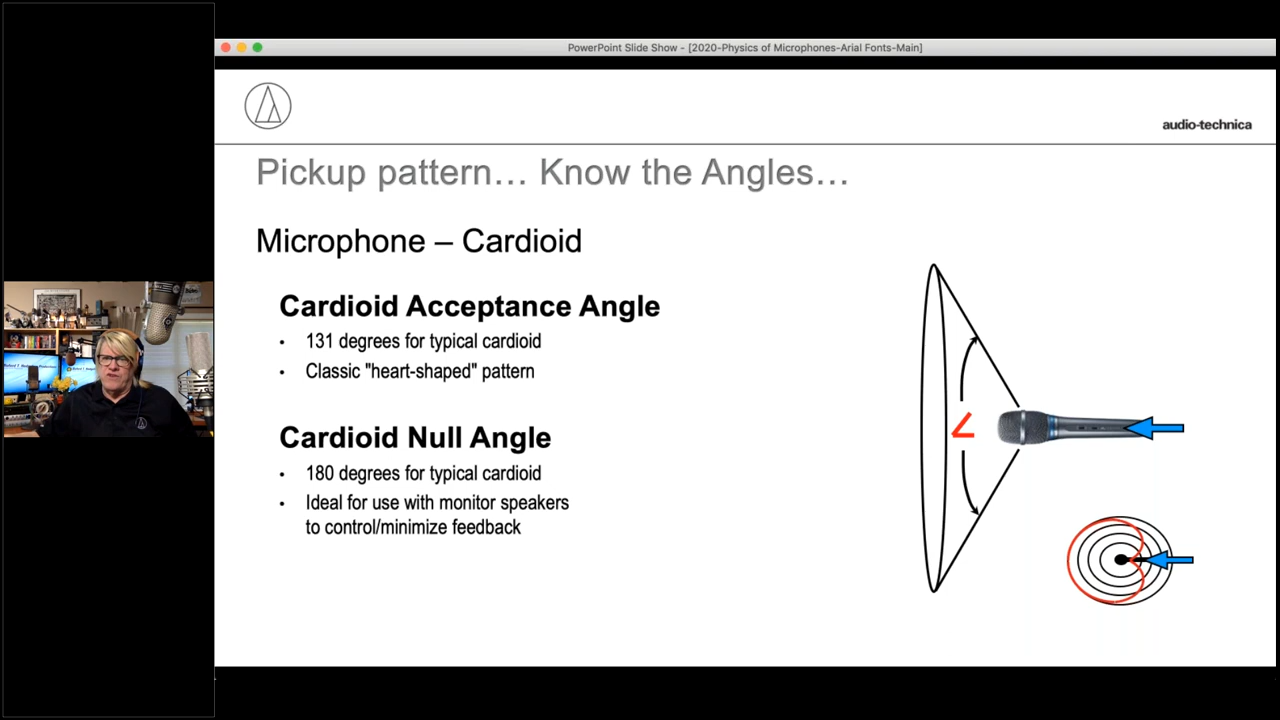 PowerPoint Slide Show - [2020-Physics of Microphones-Arial Fonts-Main]
audio-technica
Pickup pattern… Know the Angles…
Microphone – Cardioid
Cardioid Acceptance Angle
• 131 degrees for typical cardioid
• Classic "heart-shaped" pattern
Cardioid Null Angle
• 180 degrees for typical cardioid
• Ideal for use with monitor speakers
to control/minimize feedback